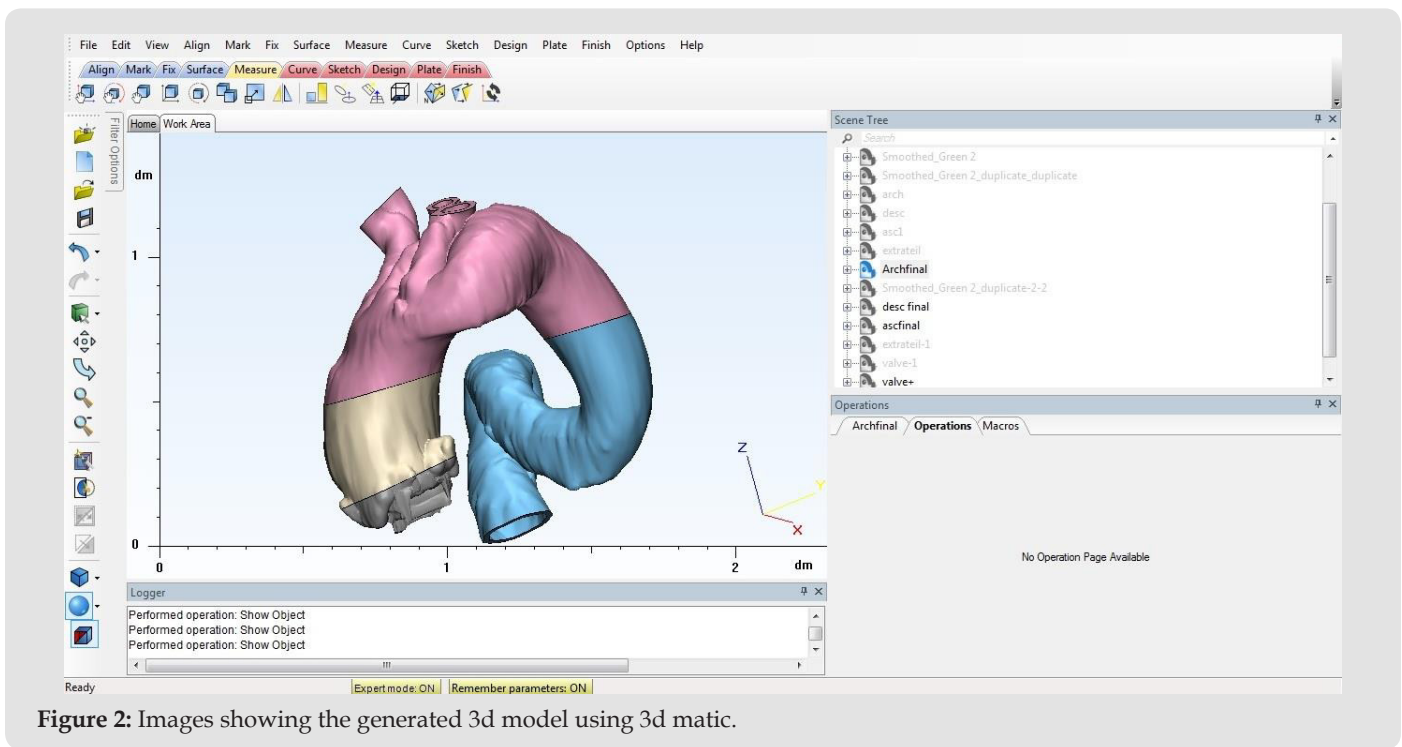 File Edit View Align Mark Fix Surface Measure Curve Sketch Design Plate Finish Options Help
Align Mark Fix Surface Measure Curve Sketch Design Plate Finish
Filter Options
Home Work Area
dm
1
0
0 1 2 dm
Z
Y
X
Scene Tree
Search
Smoothed_Green 2
Smoothed_Green 2_duplicate_duplicate
arch
desc
asc1
extrateil
Archfinal
Smoothed_Green 2_duplicate-2-2
desc final
ascfinal
extrateil-1
valve-1
valve+
Operations
Archfinal Operations Macros
No Operation Page Available
Logger
Performed operation: Show Object
Performed operation: Show Object
Performed operation: Show Object
Ready Expert mode: ON Remember parameters: ON
Figure 2: Images showing the generated 3d model using 3d matic.